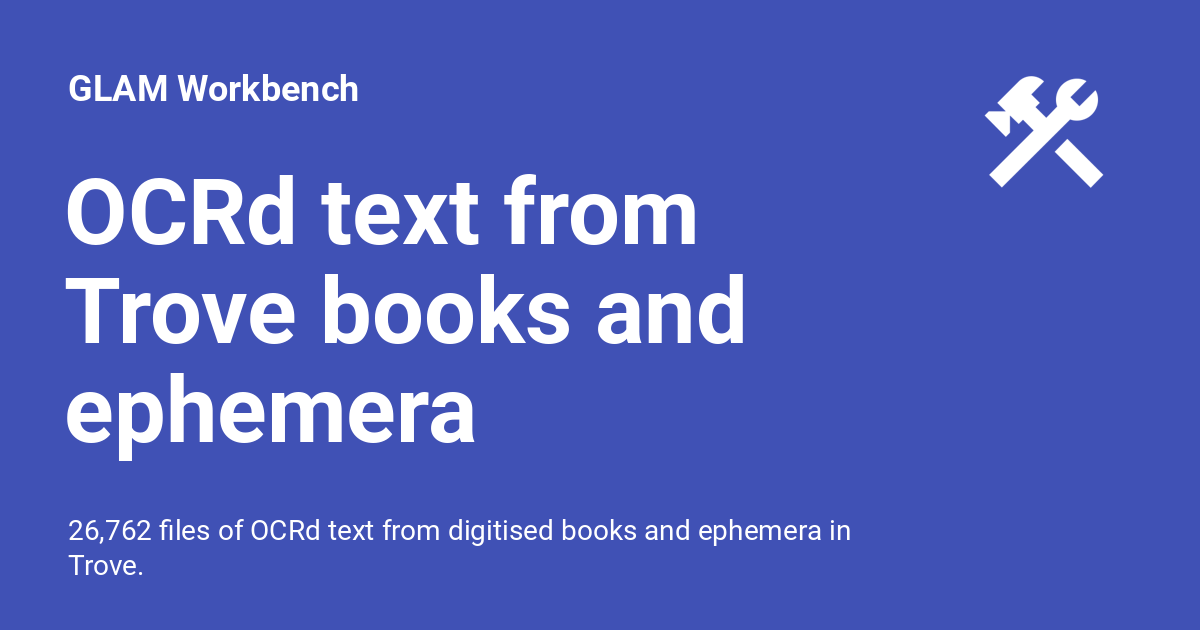 GLAM Workbench
OCRd text from
Trove books and
ephemera
26,762 files of OCRd text from digitised books and ephemera in
Trove.